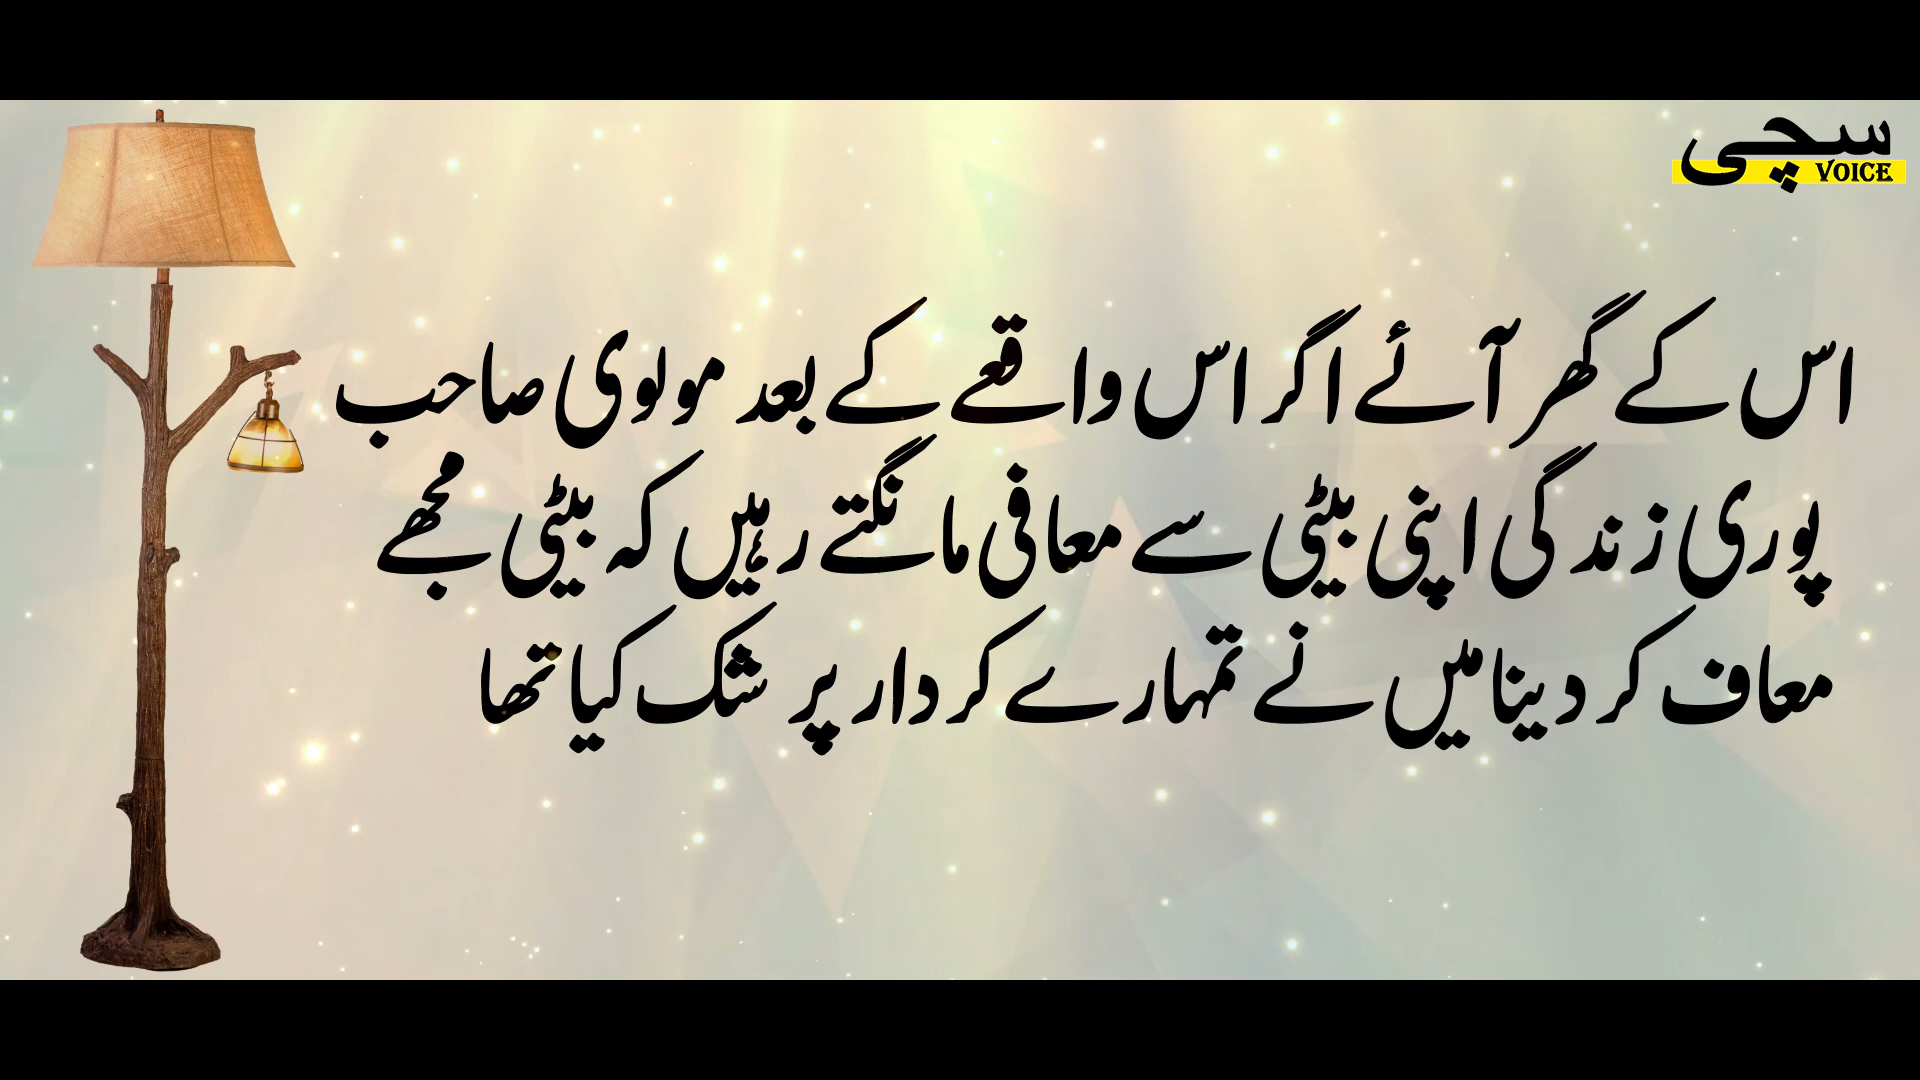 سچی
VOICE
اس کے گھر آئے اگر اس واقعے کے بعد مولوی صاحب
پوری زندگی اپنی بیٹی سے معافی مانگتے رہیں کہ بیٹی مجھے
معاف کر دینا میں نے تمہارے کردار پر شک کیا تھا